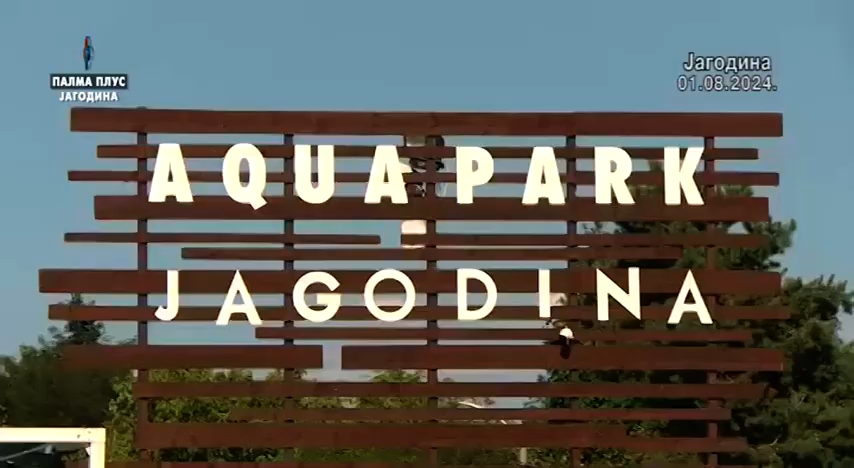 ПАЛМА ПЛУС
ЈАГОДИНА
Јагодина
01.08.2024.
AQUA PARK
JAGODINA